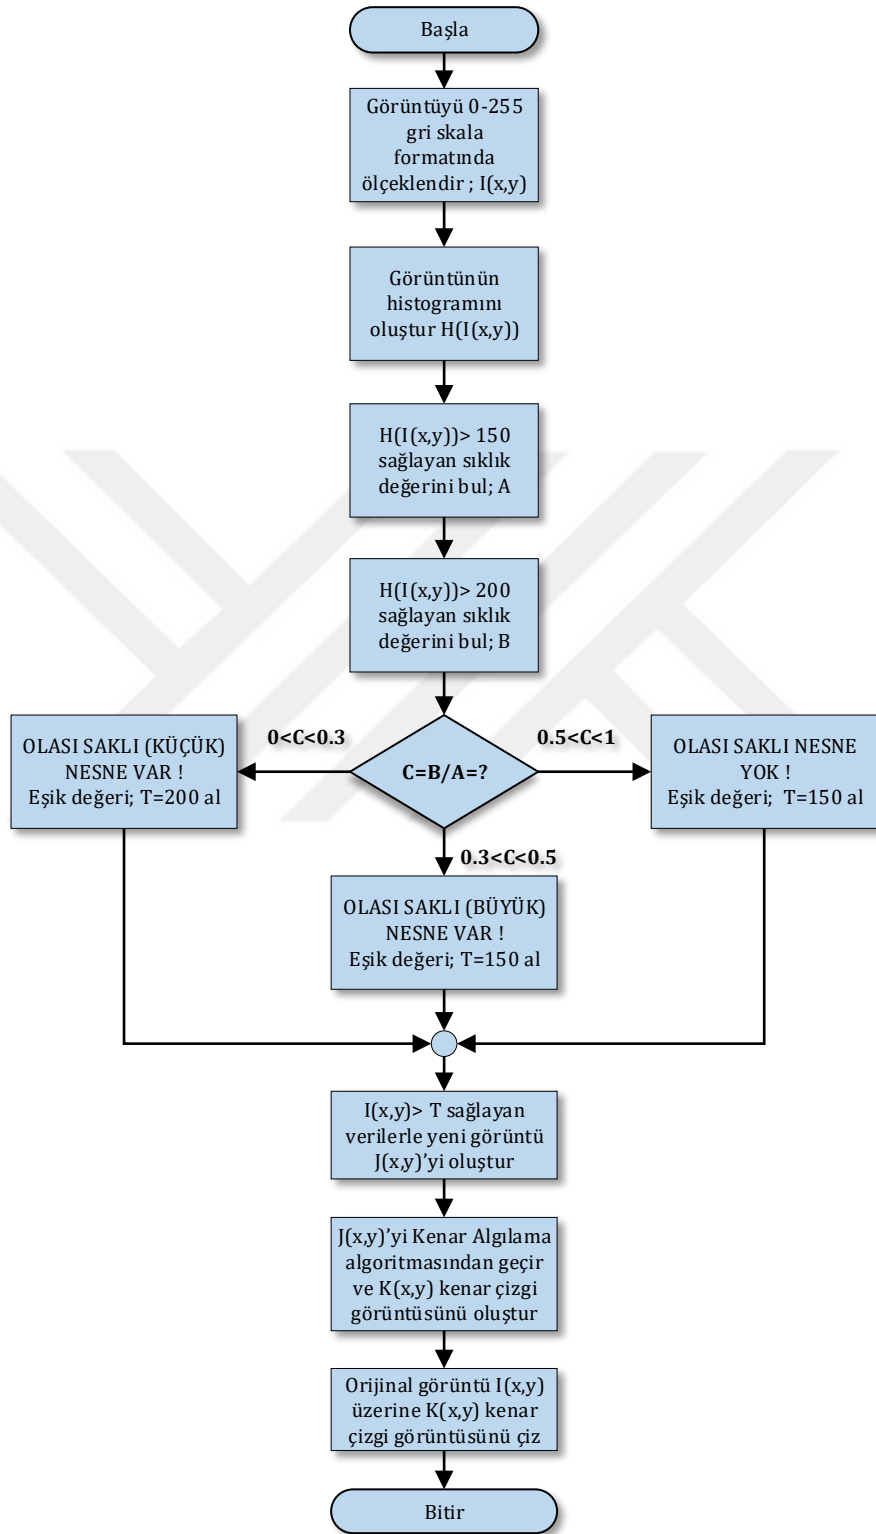 Başla
Görüntüyü 0-255
gri skala
formatında
ölçeklendir ; I(x,y)
Görüntünün
histogramını
oluştur H(I(x,y))
H(I(x,y))> 150
sağlayan sıklık
değerini bul; A
H(I(x,y))> 200
sağlayan sıklık
değerini bul; B
C=B/A=?
0<C<0.3
OLASI SAKLI (KÜÇÜK)
NESNE VAR !
Eşik değeri; T=200 al
0.5<C<1
OLASI SAKLI NESNE
YOK !
Eşik değeri;  T=150 al
0.3<C<0.5
OLASI SAKLI (BÜYÜK)
NESNE VAR !
Eşik değeri; T=150 al
I(x,y)> T sağlayan
verilerle yeni görüntü
J(x,y)’yi oluştur
J(x,y)’yi Kenar Algılama
algoritmasından geçir
ve K(x,y) kenar çizgi
görüntüsünü oluştur
Orijinal görüntü I(x,y)
üzerine K(x,y) kenar
çizgi görüntüsünü çiz
Bitir